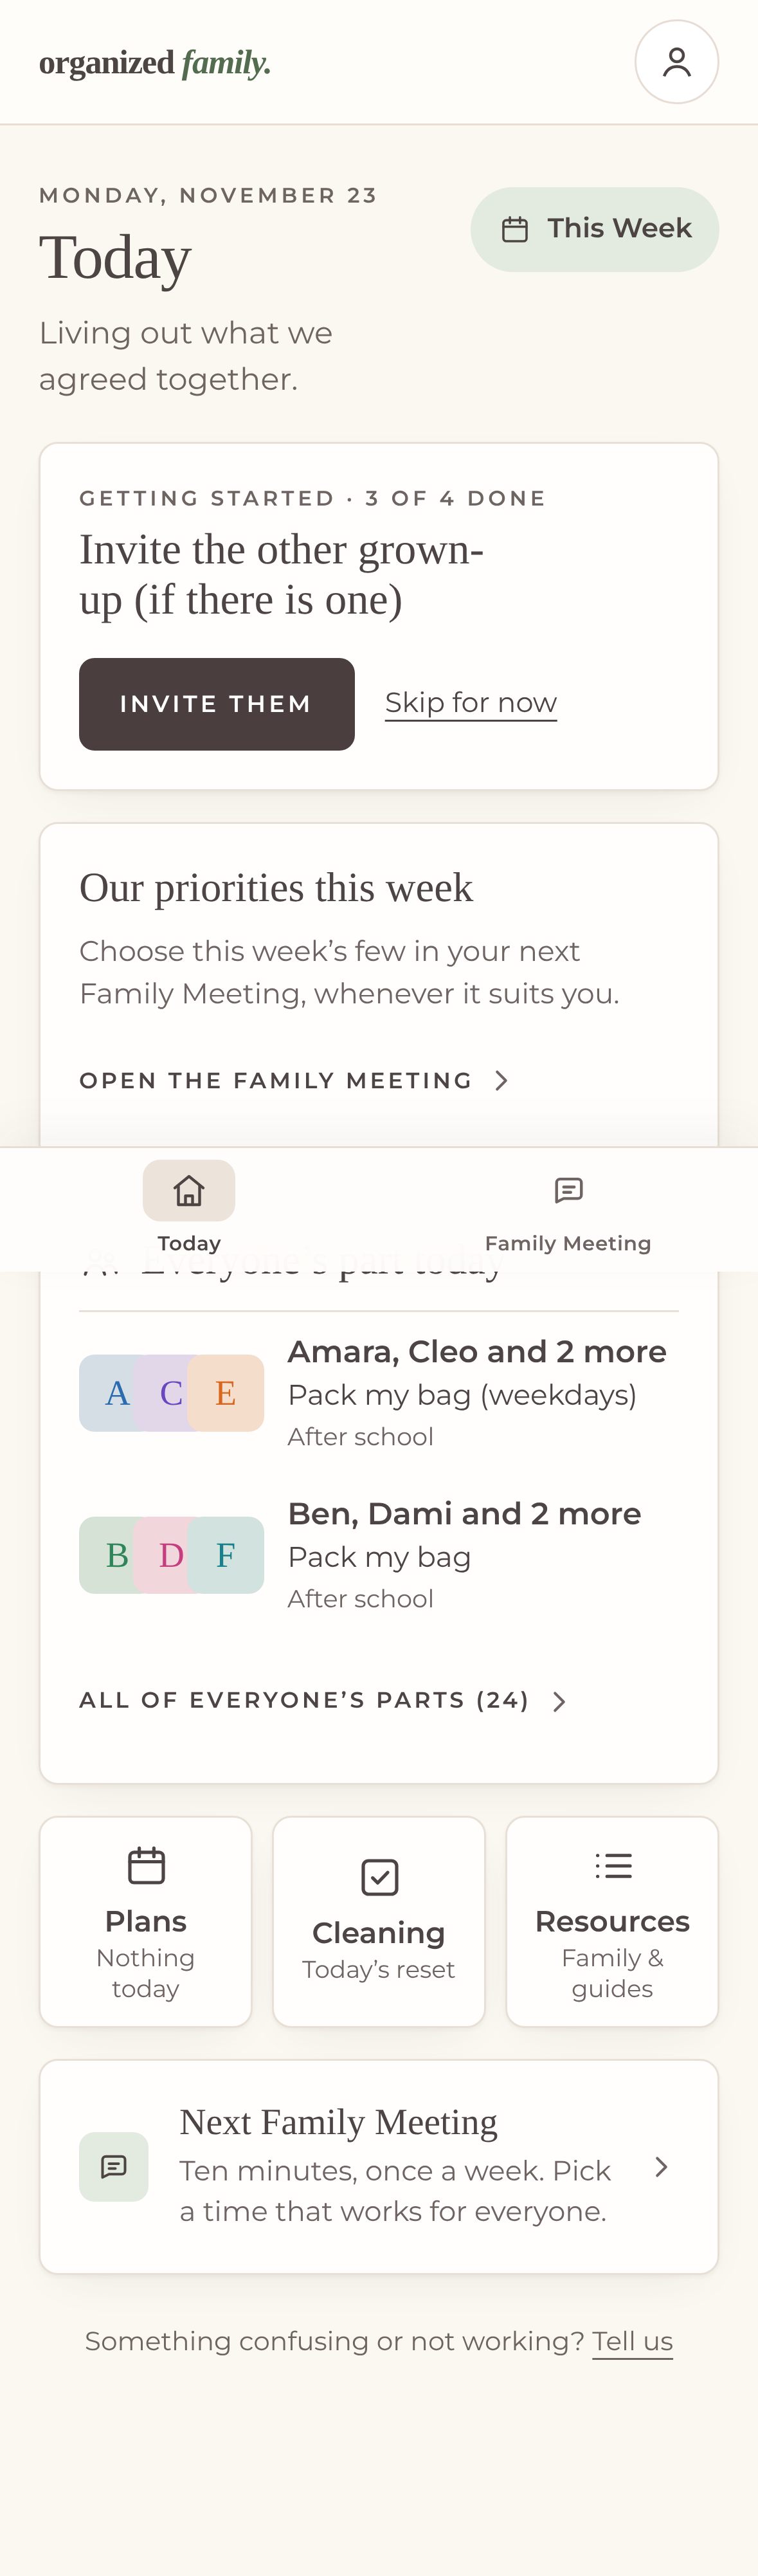 organized family.
MONDAY, NOVEMBER 23
Today
This Week
Living out what we
agreed together.
GETTING STARTED · 3 OF 4 DONE
Invite the other grown-
up (if there is one)
INVITE THEM
Skip for now
Our priorities this week
Choose this week’s few in your next
Family Meeting, whenever it suits you.
OPEN THE FAMILY MEETING
Today
Family Meeting
Everyone’s part today
A C E
Amara, Cleo and 2 more
Pack my bag (weekdays)
After school
B D F
Ben, Dami and 2 more
Pack my bag
After school
ALL OF EVERYONE’S PARTS (24)
Plans
Nothing
today
Cleaning
Today’s reset
Resources
Family &
guides
Next Family Meeting
Ten minutes, once a week. Pick
a time that works for everyone.
Something confusing or not working? Tell us